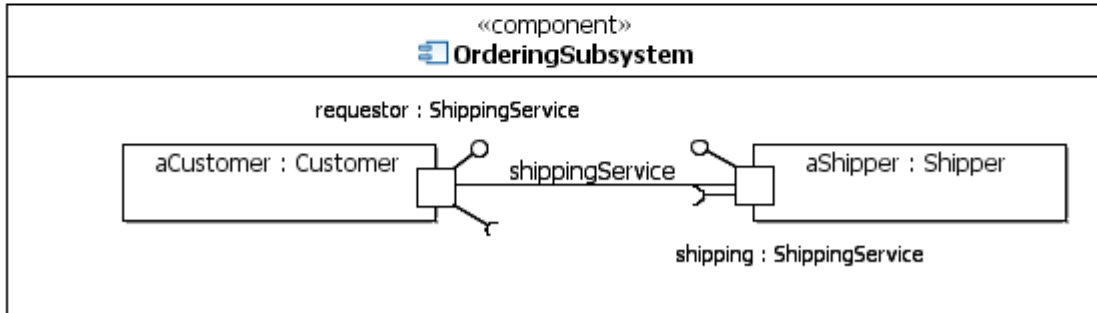 «component»
OrderingSubsystem
requestor : ShippingService
aCustomer : Customer
shippingService
aShipper : Shipper
shipping : ShippingService